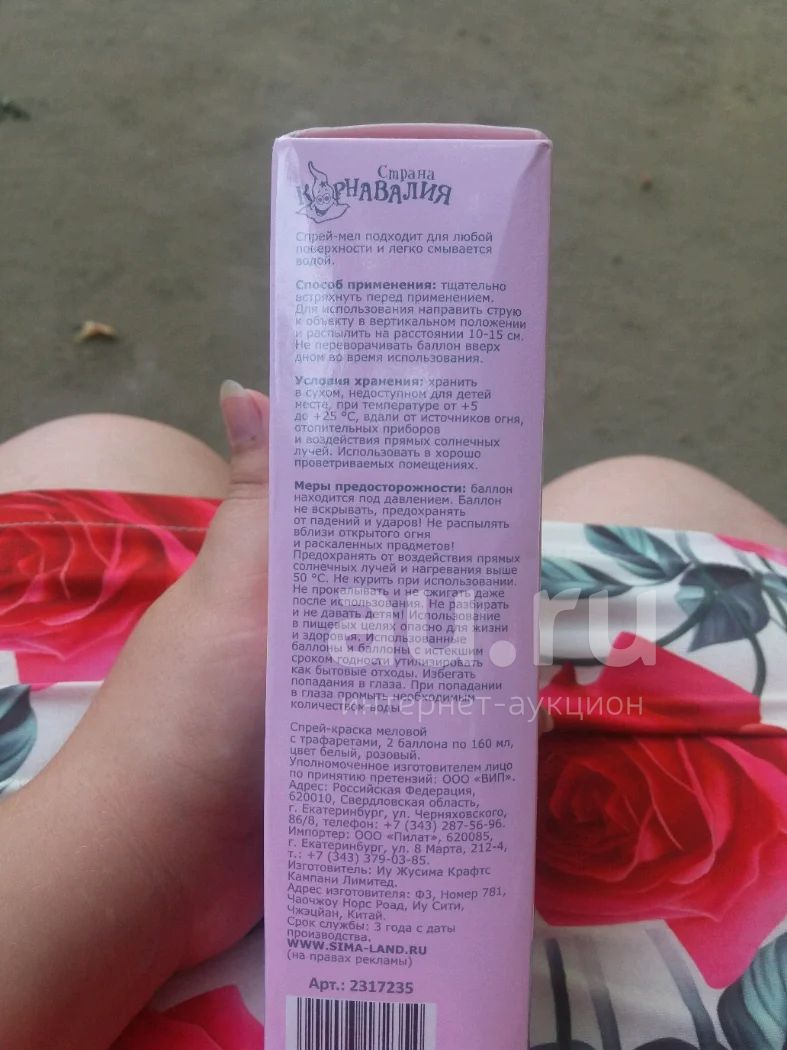 Страна
КАРНАВАЛИЯ
Спрей-мел подходит для любой
поверхности и легко смывается
водой.
Способ применения: тщательно
встряхнуть перед применением.
Для использования направить струю
к объекту в вертикальном положении
и распылить на расстоянии 10-15 см.
Не переворачивать баллон вверх
дном во время использования.
Условия хранения: хранить
в сухом, недоступном для детей
месте, при температуре от +5
до +25 °C, вдали от источников огня,
отопительных приборов
и воздействия прямых солнечных
лучей. Использовать в хорошо
проветриваемых помещениях.
Меры предосторожности: баллон
находится под давлением. Баллон
не вскрывать, предохранять
от падений и ударов! Не распылять
вблизи открытого огня
и раскаленных предметов!
Предохранять от воздействия прямых
солнечных лучей и нагревания выше
50 °C. Не курить при использовании.
Не прокалывать и не сжигать даже
после использования. Не разбирать
и не давать детям! Использование
в пищевых целях опасно для жизни
и здоровья. Использованные
баллоны и баллоны с истекшим
сроком годности утилизировать
как бытовые отходы. Избегать
попадания в глаза. При попадании
в глаза промыть необходимым
количеством воды.
au.ru
интернет-аукцион
Спрей-краска меловой
с трафаретами, 2 баллона по 160 мл,
цвет белый, розовый.
Уполномоченное изготовителем лицо
по принятию претензий: ООО «ВИП».
Адрес: Российская Федерация,
620010, Свердловская область,
г. Екатеринбург, ул. Черняховского,
86/8, телефон: +7 (343) 287-56-96.
Импортер: ООО «Пилат», 620085,
г. Екатеринбург, ул. 8 Марта, 212-4,
т.: +7 (343) 379-03-85.
Изготовитель: Иу Жусима Крафтс
Кампани Лимитед.
Адрес изготовителя: Ф3, Номер 781,
Чаочжоу Норс Роад, Иу Сити,
Чжэцзян, Китай.
Срок службы: 3 года с даты
производства.
WWW.SIMA-LAND.RU
(на правах рекламы)
Арт.: 2317235